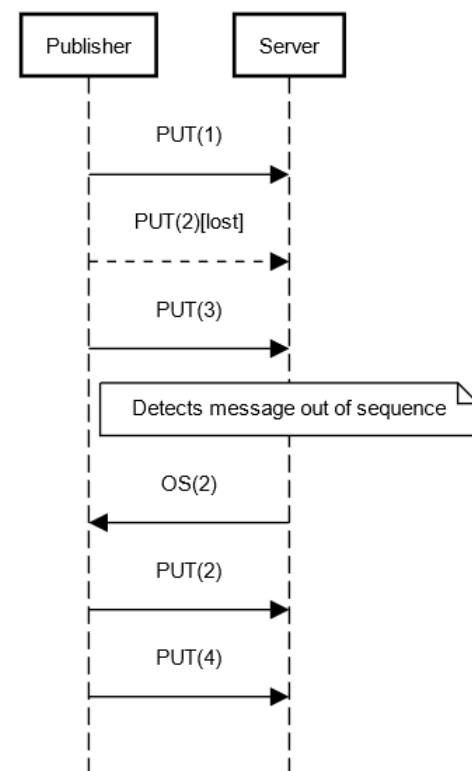 Publisher
Server
PUT(1)
PUT(2)[lost]
PUT(3)
Detects message out of sequence
OS(2)
PUT(2)
PUT(4)